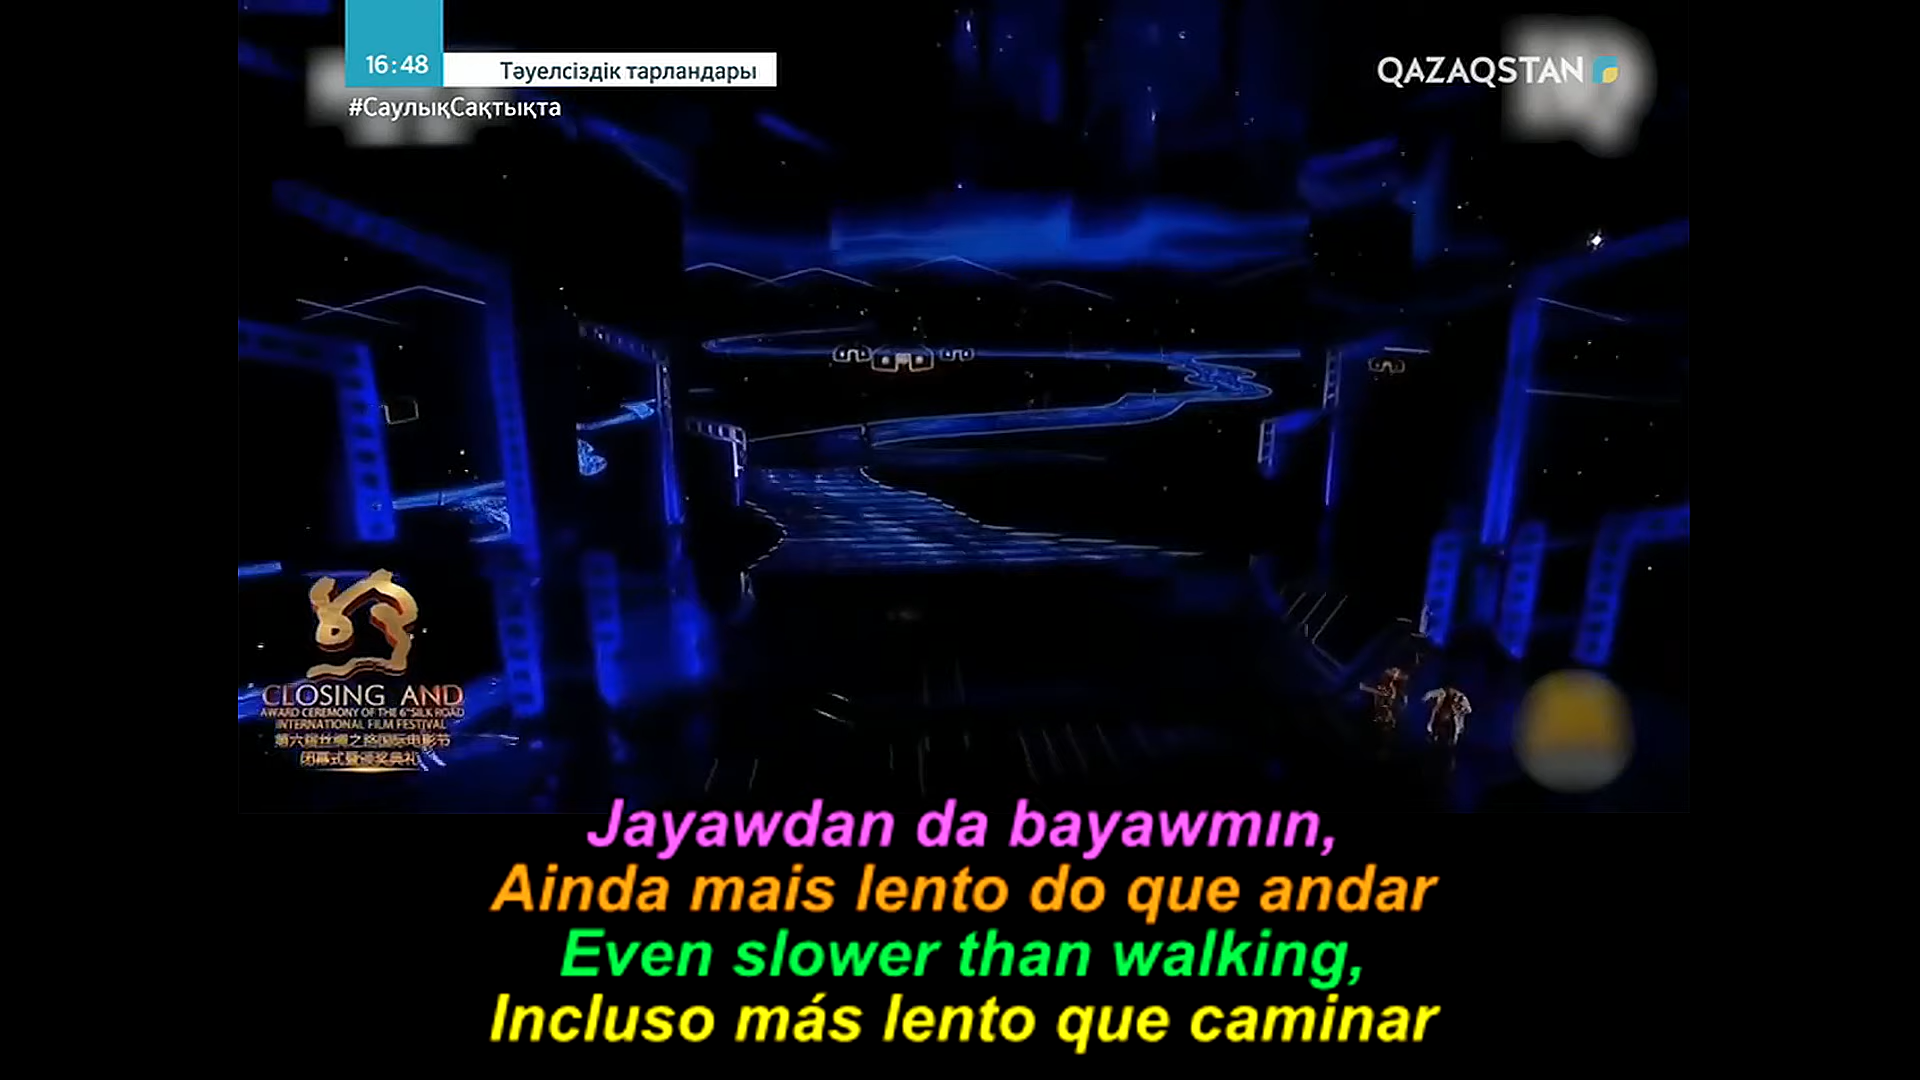 16:48
Тәуелсіздік тарландары
#СаулықСақтықта
QAZAQSTAN
CLOSING AND
AWARD CEREMONY OF THE 6TH SILK ROAD
INTERNATIONAL FILM FESTIVAL
第六届丝绸之路国际电影节
闭幕式暨颁奖典礼
Jayawdan da bayawmın,
Ainda mais lento do que andar
Even slower than walking,
Incluso más lento que caminar